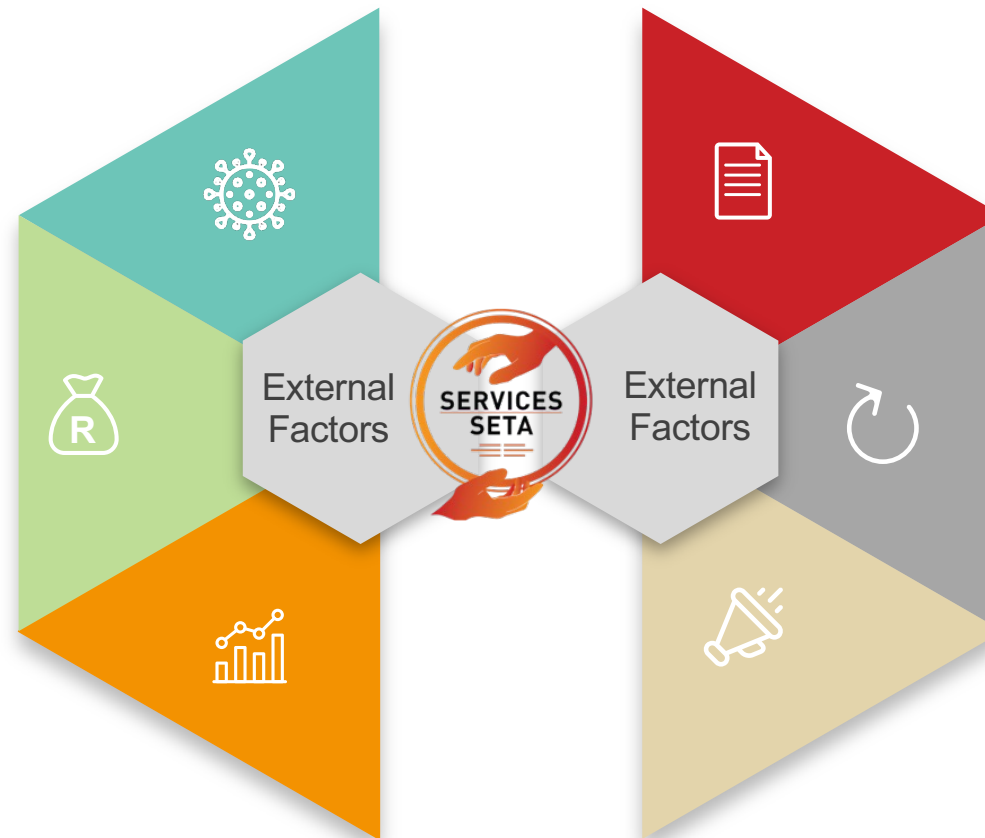 External
Factors
SERVICES
SETA
External
Factors
R